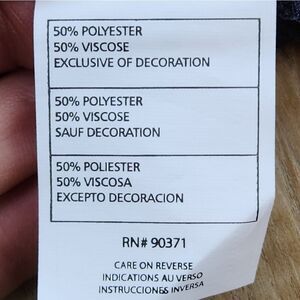 50% POLYESTER
50% VISCOSE
EXCLUSIVE OF DECORATION
50% POLYESTER
50% VISCOSE
SAUF DECORATION
50% POLIESTER
50% VISCOSA
EXCEPTO DECORACION
RN# 90371
CARE ON REVERSE
INDICATIONS AU VERSO
INSTRUCCIONES INVERSA